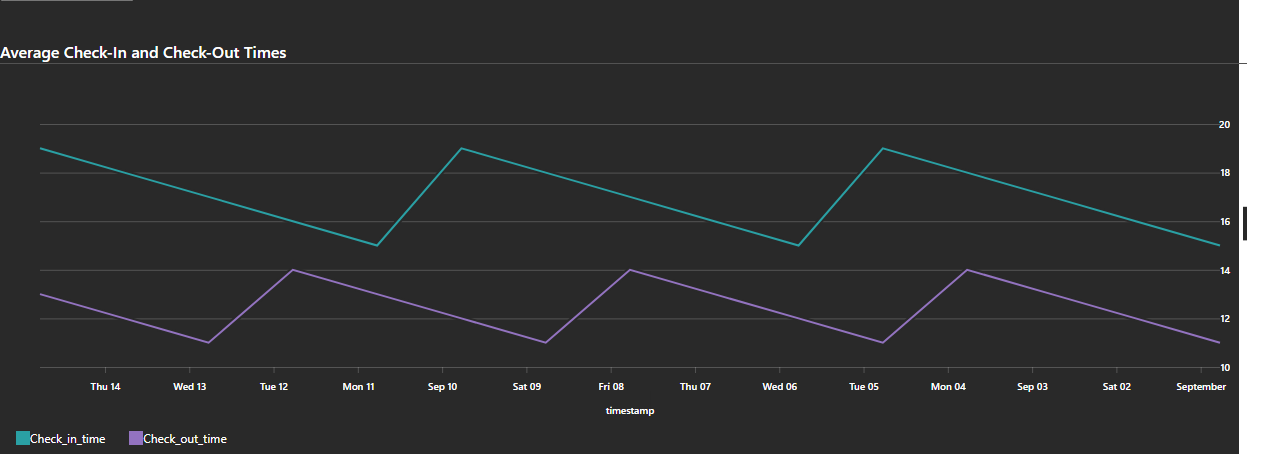 Average Check-In and Check-Out Times
20
18
16
14
12
10
Thu 14 Wed 13 Tue 12 Mon 11 Sep 10 Sat 09 Fri 08 Thu 07 Wed 06 Tue 05 Mon 04 Sep 03 Sat 02 September
timestamp
Check_in_time Check_out_time